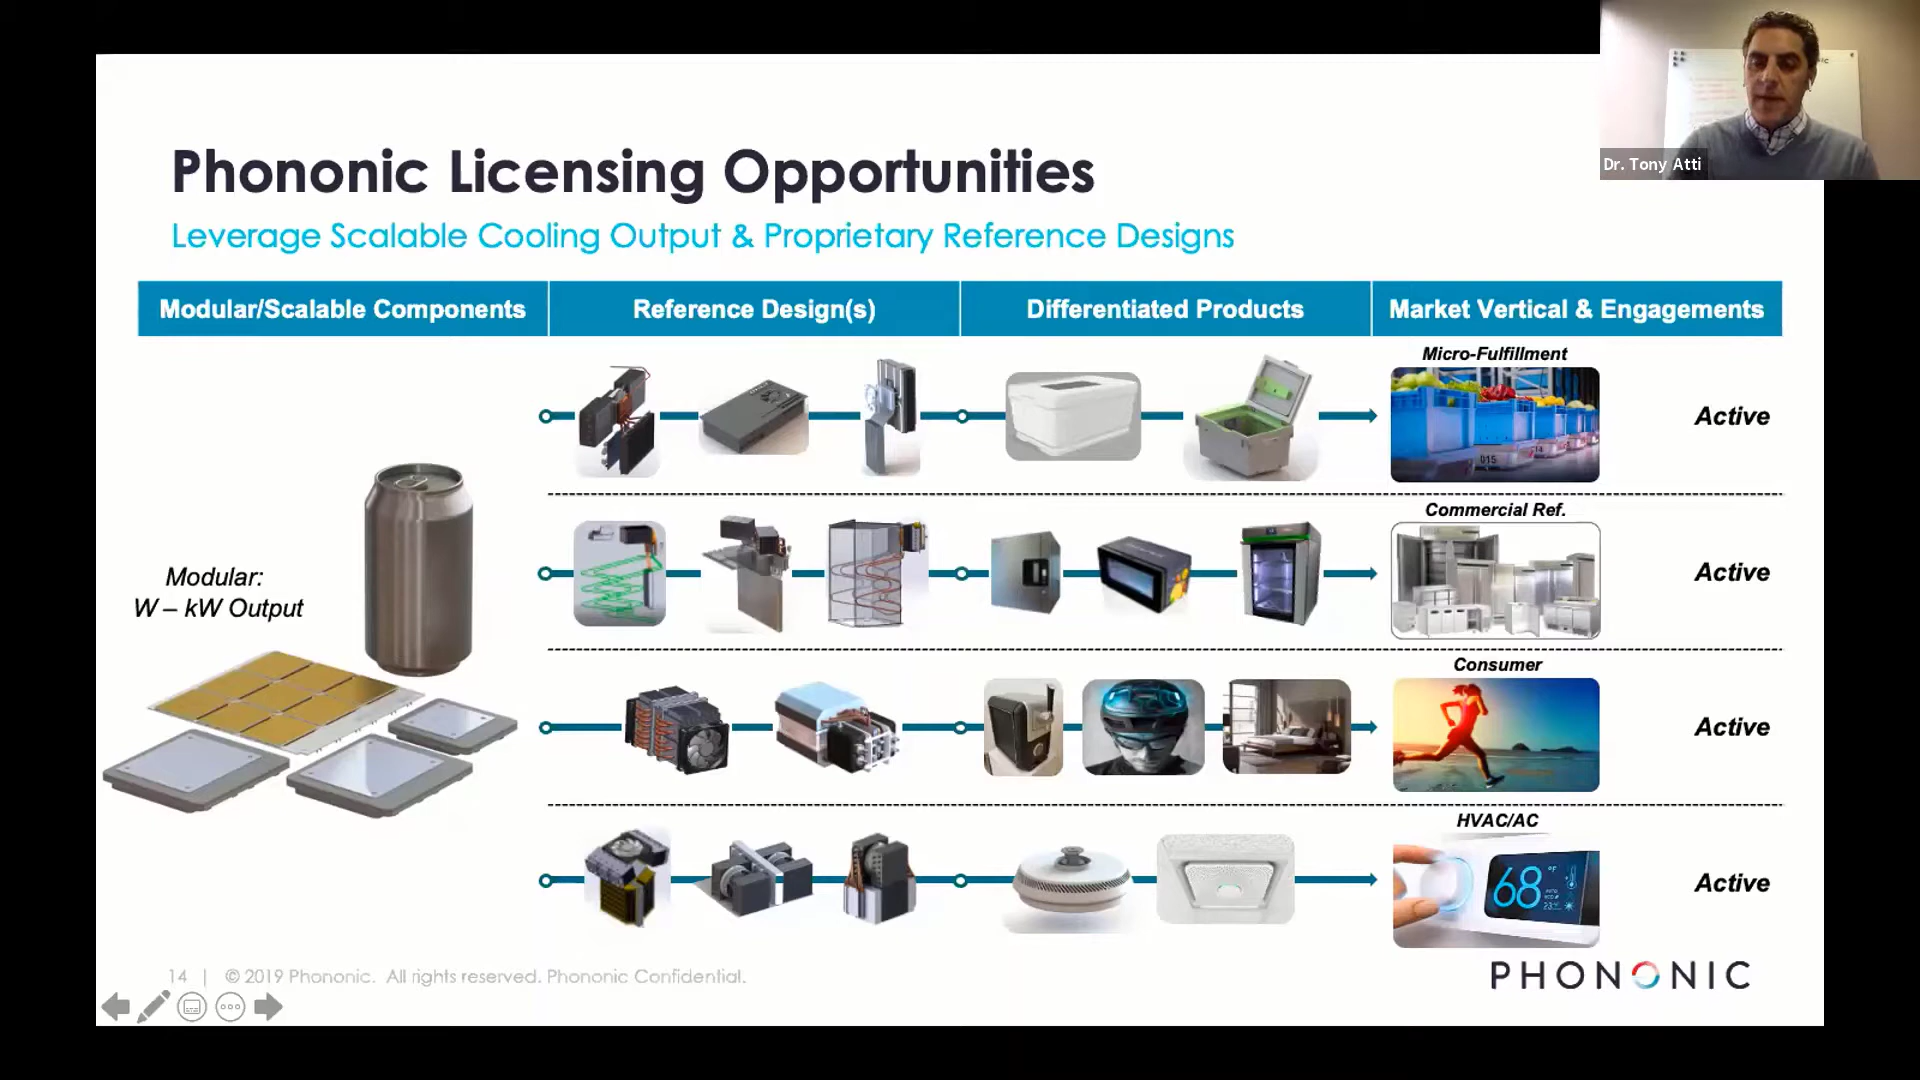 Dr. Tony Atti
Phononic Licensing Opportunities
Leverage Scalable Cooling Output & Proprietary Reference Designs
Modular/Scalable Components
Reference Design(s)
Differentiated Products
Market Vertical & Engagements
Micro-Fulfillment
015
14
Active
Commercial Ref.
Active
Modular:
W – kW Output
Consumer
Active
HVAC/AC
68
°F
Active
14 | © 2019 Phononic. All rights reserved. Phononic Confidential.
PHONONIC